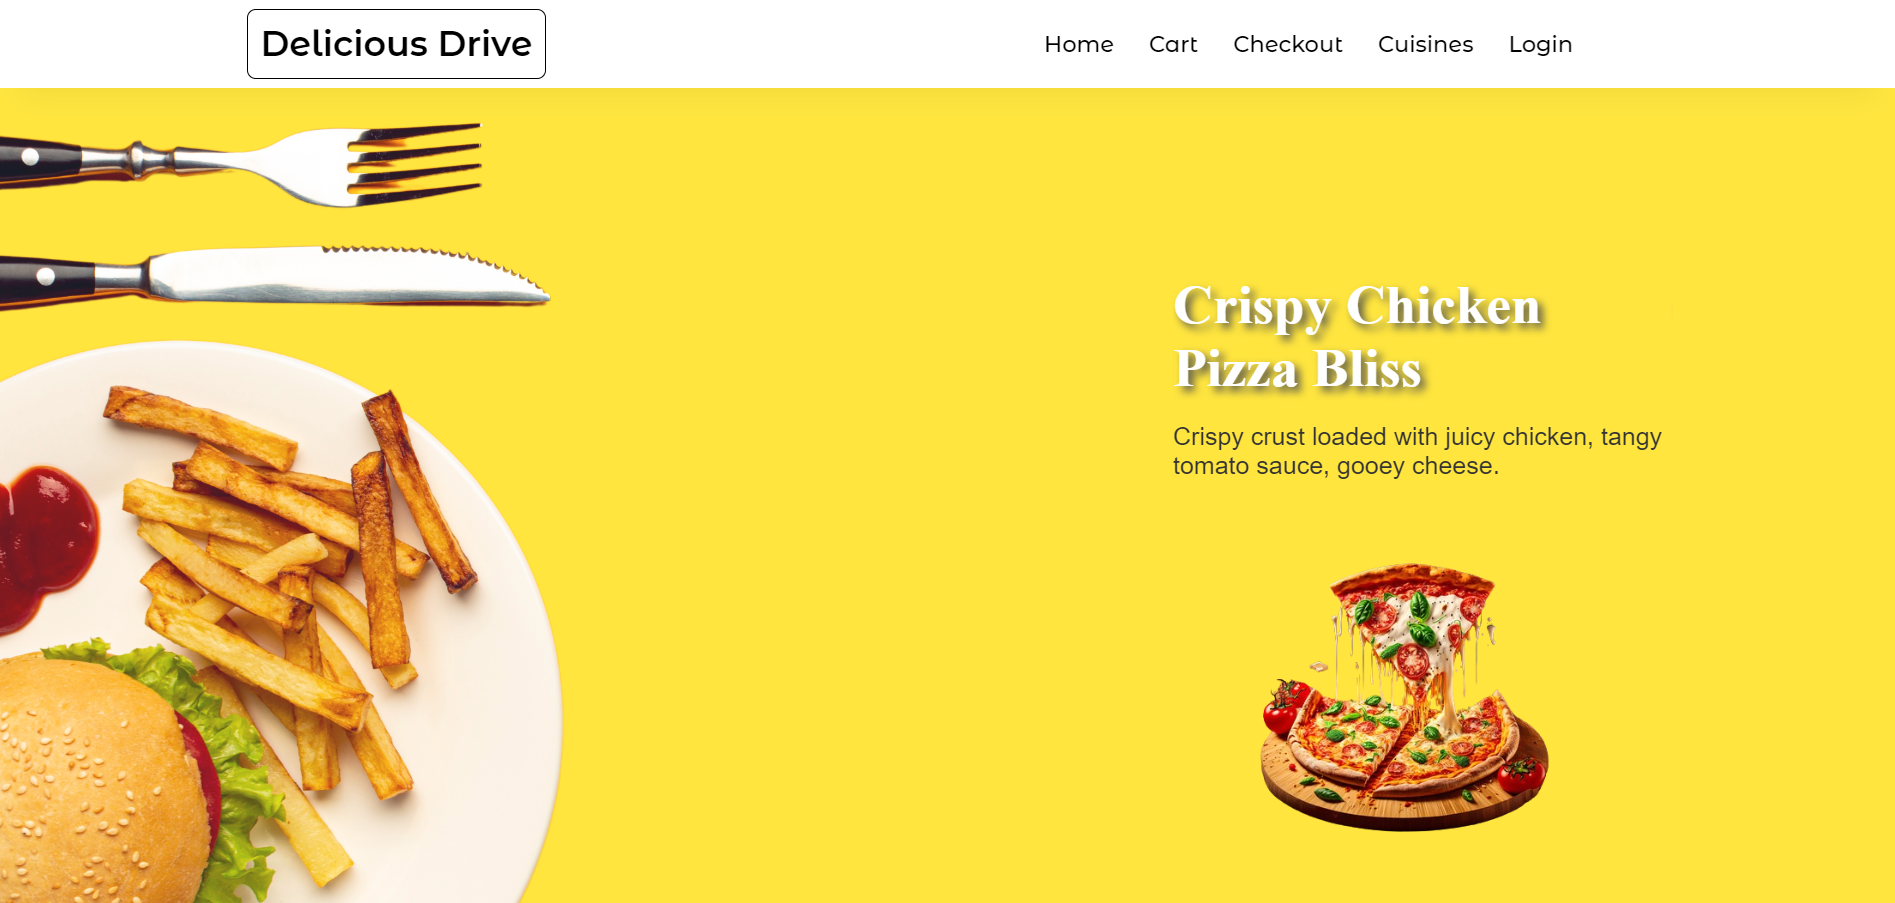 Delicious Drive
Home Cart Checkout Cuisines Login
Crispy Chicken
Pizza Bliss
Crispy crust loaded with juicy chicken, tangy
tomato sauce, gooey cheese.